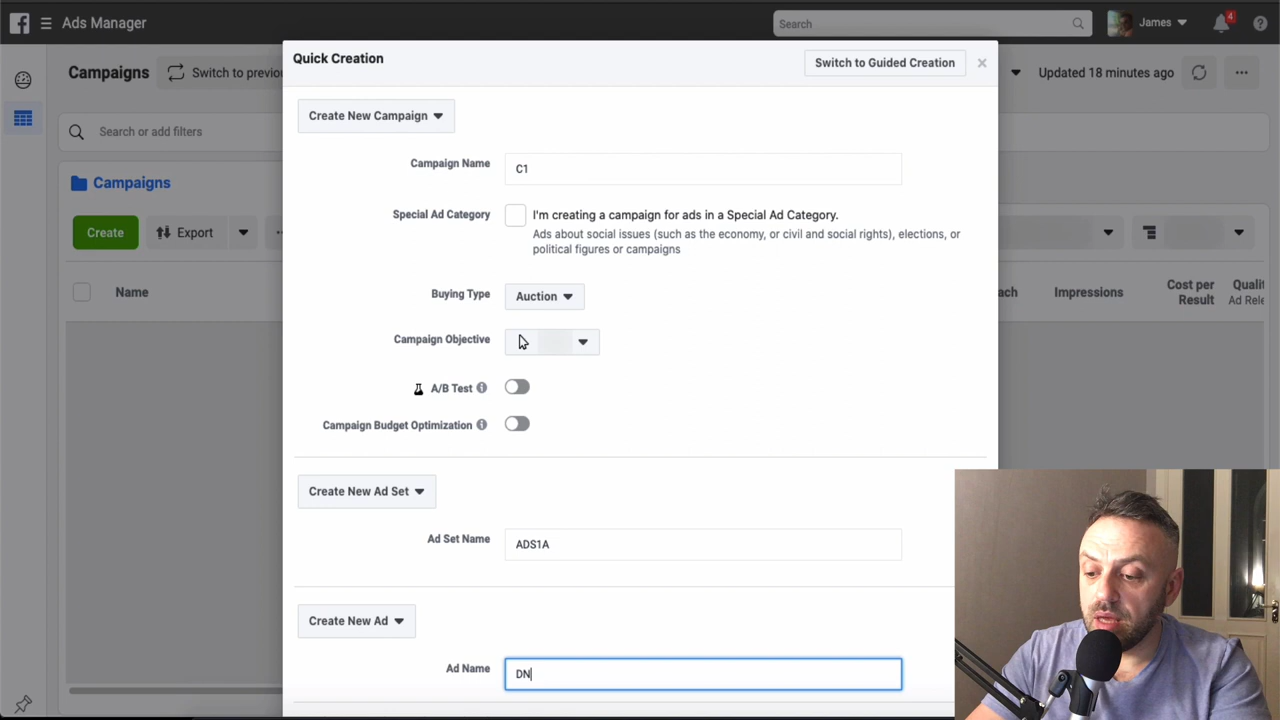 Ads Manager
Search
James
4
Campaigns
Switch to previou
Updated 18 minutes ago
Search or add filters
Campaigns
Create
Export
Name
ach
Impressions
Cost per
Result
Quali
Ad Rele
Quick Creation
Switch to Guided Creation
Create New Campaign
Campaign Name
C1
Special Ad Category
I'm creating a campaign for ads in a Special Ad Category.
Ads about social issues (such as the economy, or civil and social rights), elections, or
political figures or campaigns
Buying Type
Auction
Campaign Objective
A/B Test
Campaign Budget Optimization
Create New Ad Set
Ad Set Name
ADS1A
Create New Ad
Ad Name
DN